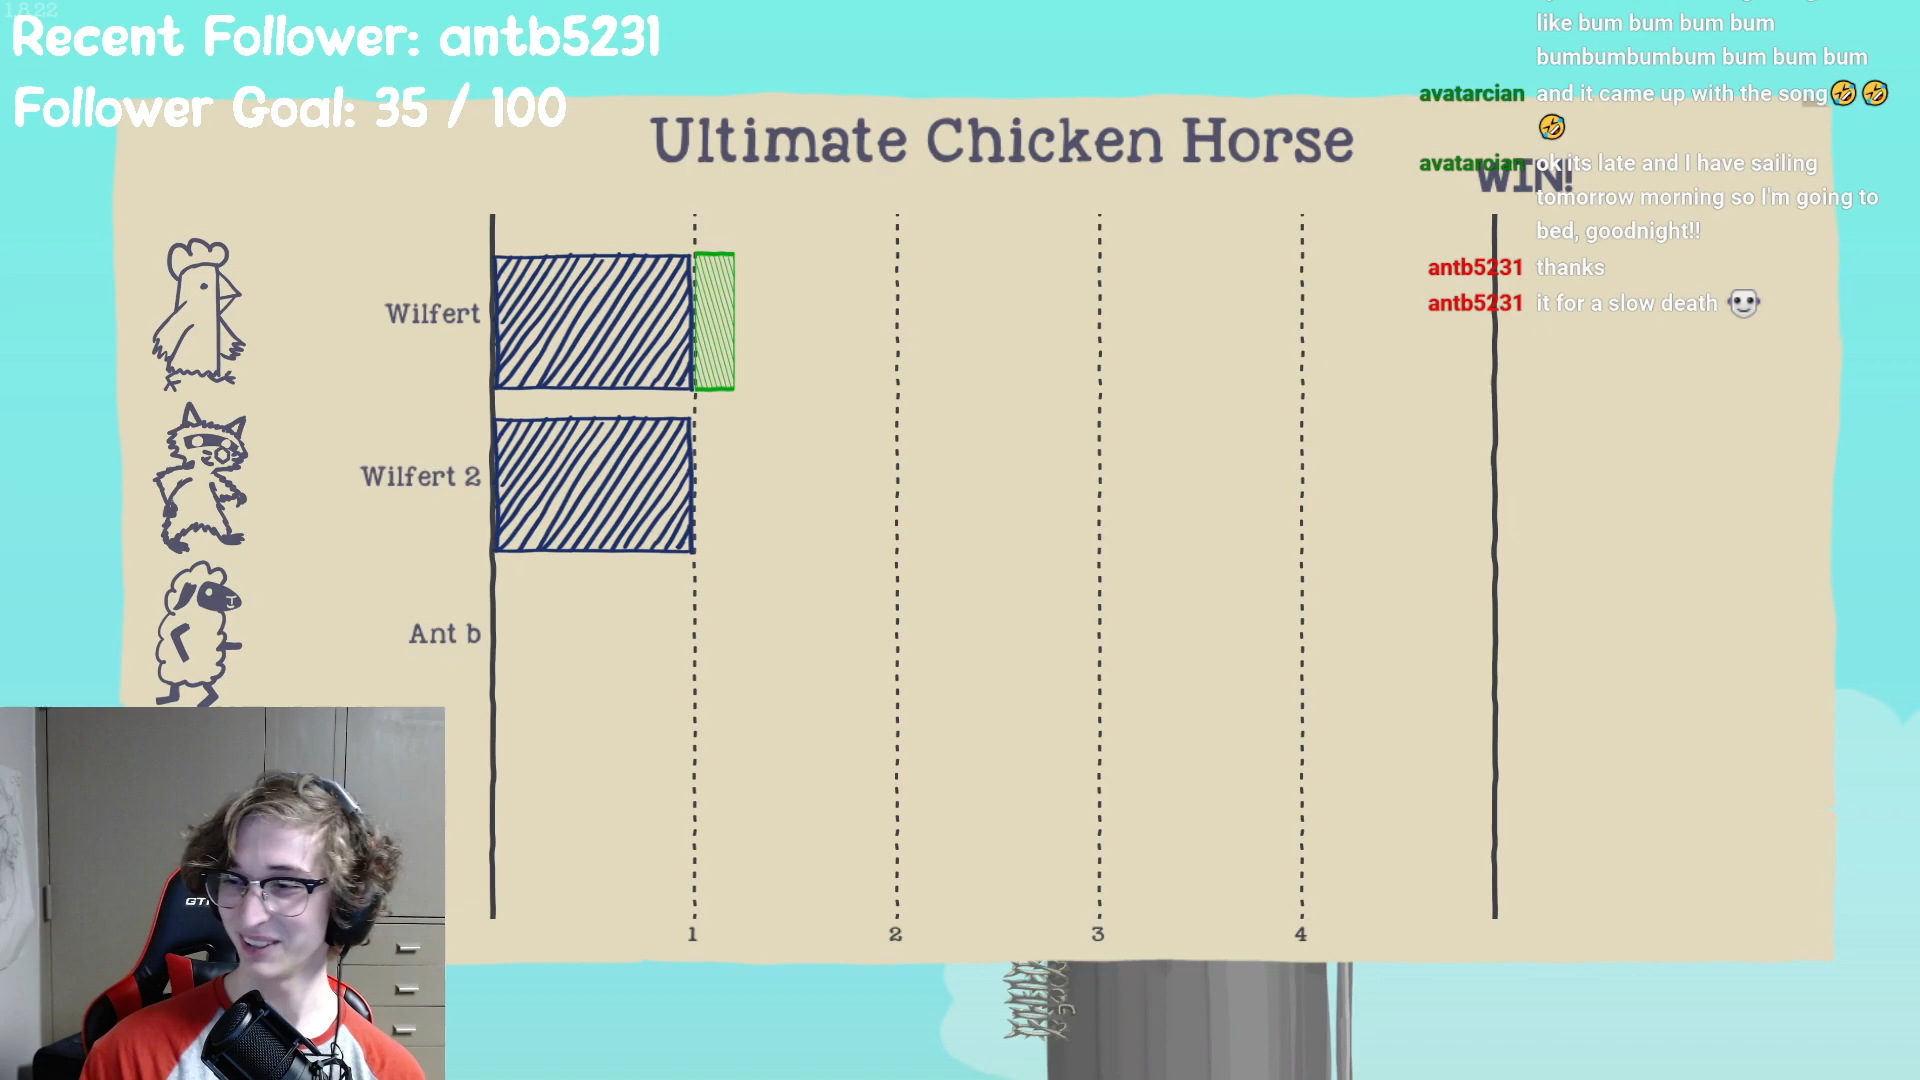 18.22
Recent Follower: antb5231
Follower Goal: 35 / 100
like bum bum bum bum
bumbumbumbum bum bum bum
avatarcian and it came up with the song🤣🤣
🤣
avatarcian ok its late and I have sailing
tomorrow morning so I'm going to
bed, goodnight!!
antb5231 thanks
antb5231 it for a slow death
Ultimate Chicken Horse
WIN!
Wilfert
Wilfert 2
Ant b
1 2 3 4
GT